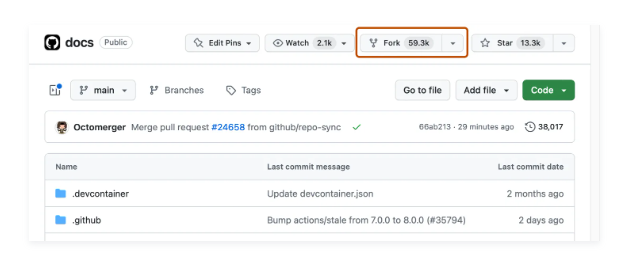 docs Public Edit Pins Watch 2.1k Fork 59.3k Star 13.3k
main Branches Tags Go to file Add file Code
Octomerger Merge pull request #24658 from github/repo-sync 66ab213 · 29 minutes ago 38,017
Name Last commit message Last commit date
.devcontainer Update devcontainer.json 2 months ago
.github Bump actions/stale from 7.0.0 to 8.0.0 (#35794) 2 days ago